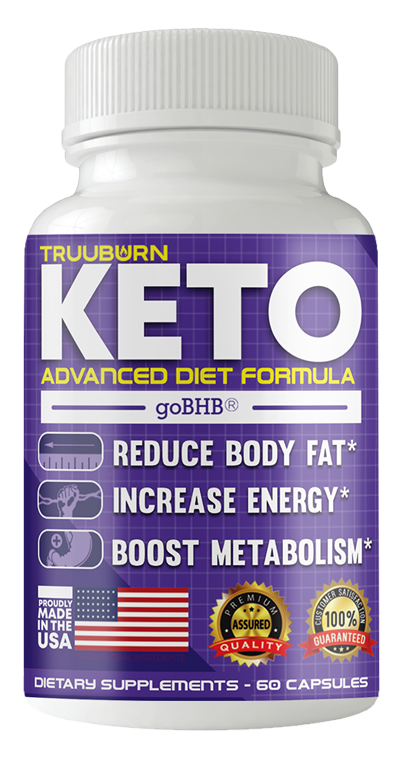 TRUUBURN
KETO
ADVANCED DIET FORMULA
goBHB®
REDUCE BODY FAT*
INCREASE ENERGY*
BOOST METABOLISM*
PROUDLY
MADE
IN THE
USA
PREMIUM
ASSURED
QUALITY
CUSTOMER SATISFACTION
100%
GUARANTEED
DIETARY SUPPLEMENTS - 60 CAPSULES